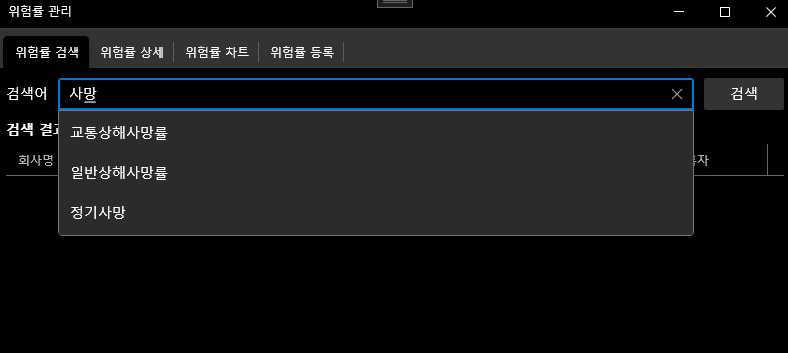 위험률 관리
위험률 검색 위험률 상세 위험률 차트 위험률 등록
검색어 사망 검색
교통상해사망률
일반상해사망률
정기사망
검색
회사명